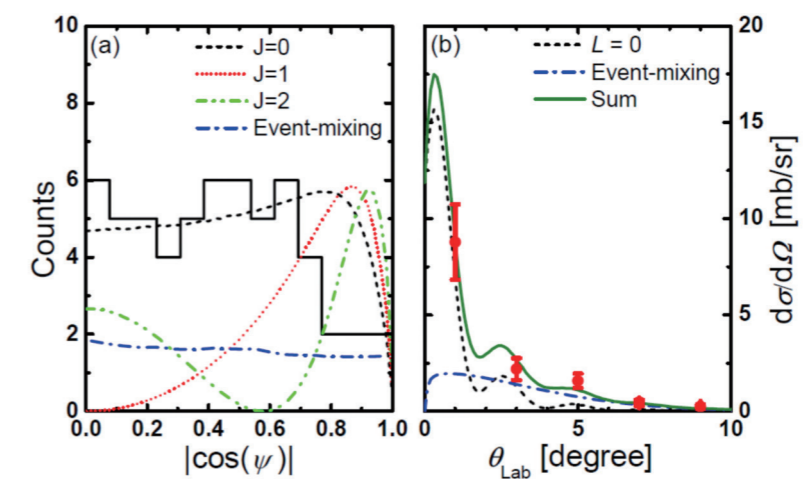 (a)
J=0
J=1
J=2
Event-mixing
10
8
6
4
2
0
Counts
0.0 0.2 0.4 0.6 0.8 1.0
|cos(ψ)|
(b)
L = 0
Event-mixing
Sum
20
15
10
5
0
dσ/dΩ [mb/sr]
0 5 10
θLab [degree]